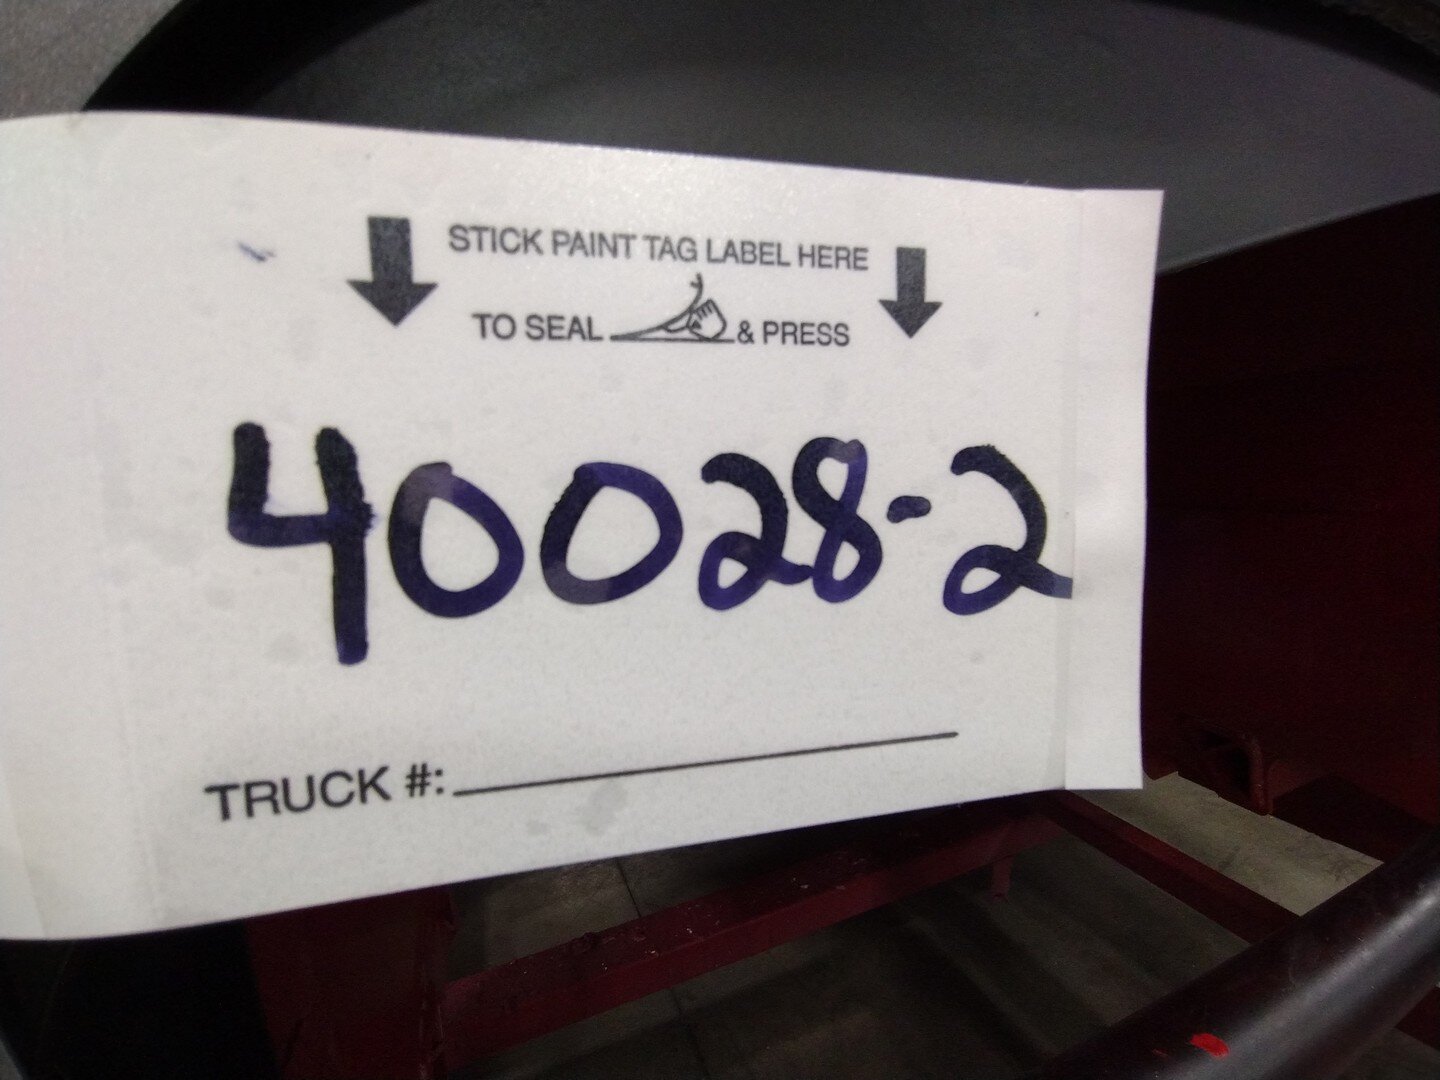 STICK PAINT TAG LABEL HERE
TO SEAL & PRESS
40028-2
TRUCK #: